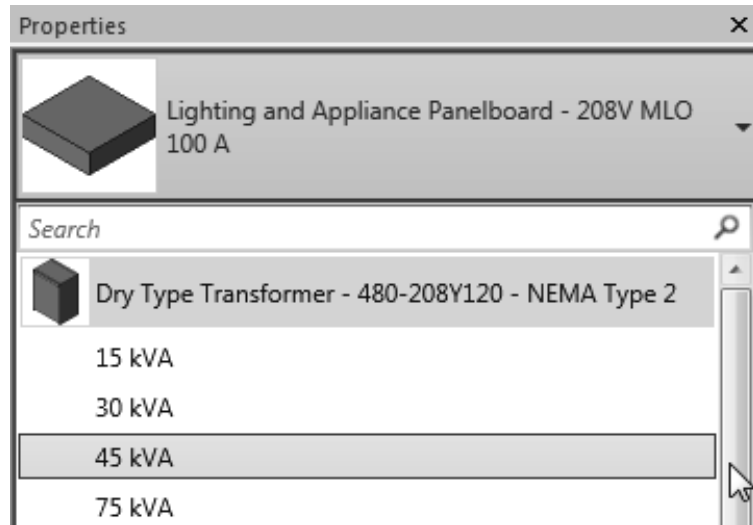 Properties
Lighting and Appliance Panelboard - 208V MLO
100 A
Search
Dry Type Transformer - 480-208Y120 - NEMA Type 2
15 kVA
30 kVA
45 kVA
75 kVA